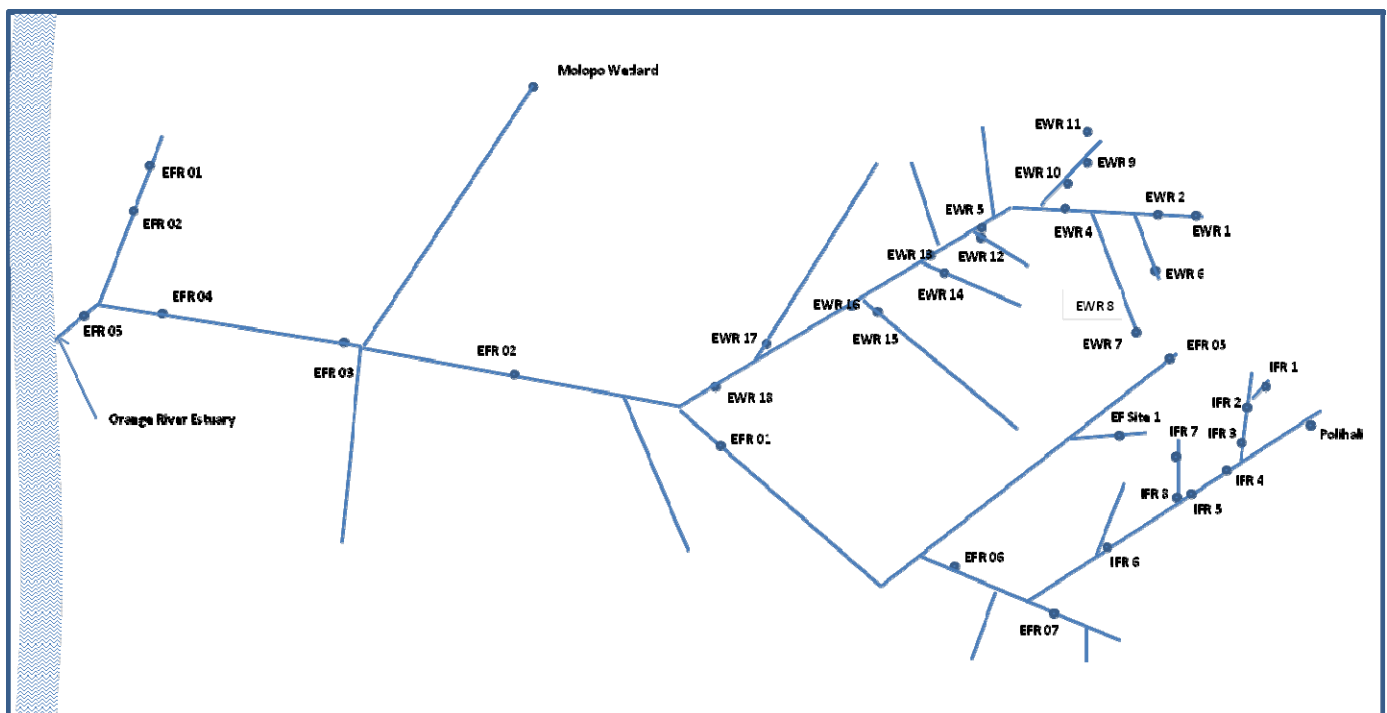 Molopo Wetland
EWR 11
EFR 01
EWR 9
EWR 10
EWR 2
EWR 5
EFR 02
EWR 4
EWR 1
EWR 13
EWR 12
EWR 6
EWR 14
EFR 04
EWR 16
EWR 8
EFR 05
EWR 17
EWR 15
EWR 7
EFR 05
EFR 02
EFR 03
IFR 1
EWR 18
IFR 2
Orange River Estuary
EF Site 1
IFR 7
IFR 3
Polihali
EFR 01
IFR 4
IFR 8
IFR 5
EFR 06
IFR 6
EFR 07